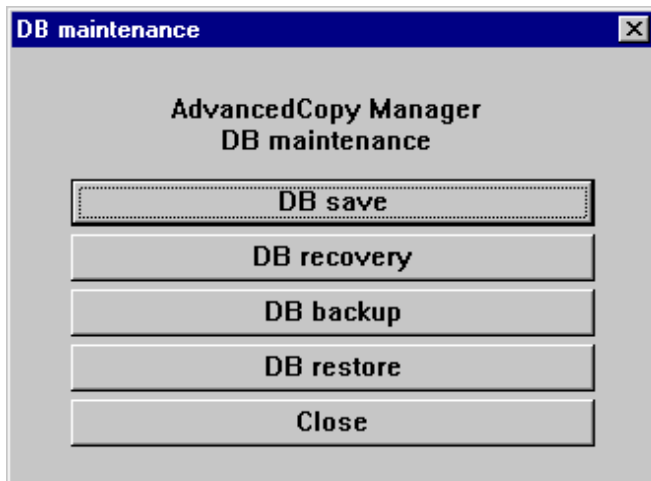 DB maintenance
AdvancedCopy Manager
DB maintenance
DB save
DB recovery
DB backup
DB restore
Close